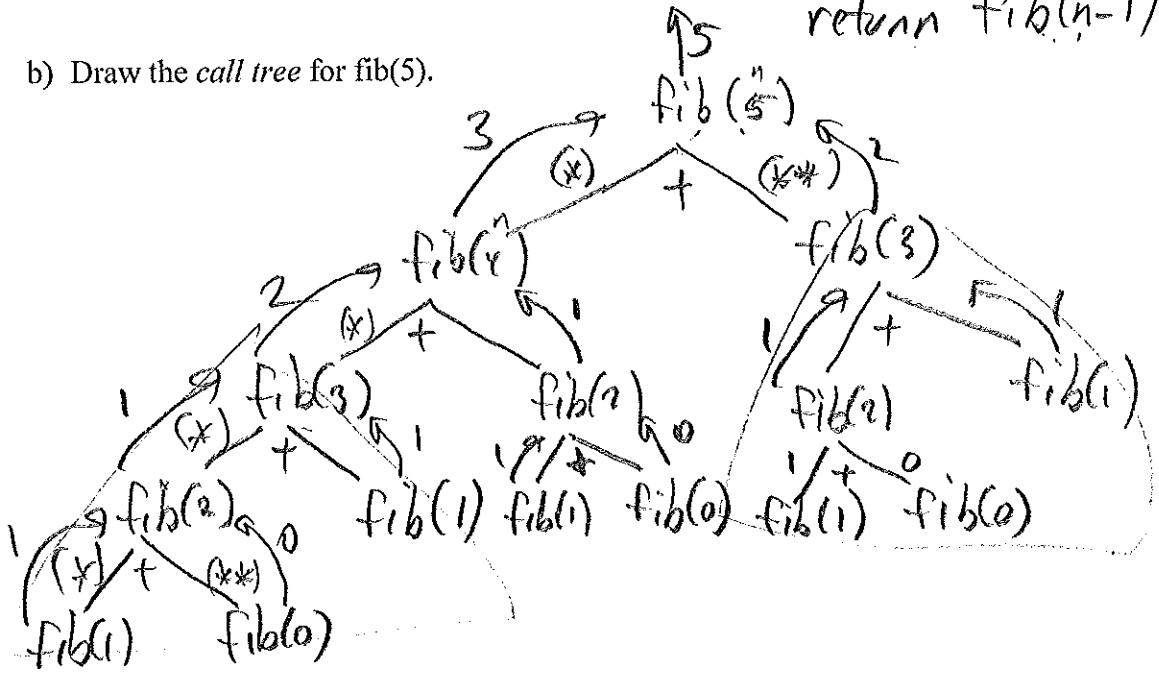 return fib(n-1)
5
b) Draw the call tree for fib(5).
n
fib(5)
3 (*) + (**) 2
n
fib(4) fib(3)
2 (*) + 1 1 + 1
fib(3) fib(2) fib(2) fib(1)
1 (*) + 1 1 + 0 1 + 0
fib(2) fib(1) fib(1) fib(0) fib(1) fib(0)
1 (*) + (**) 0
fib(1) fib(0)